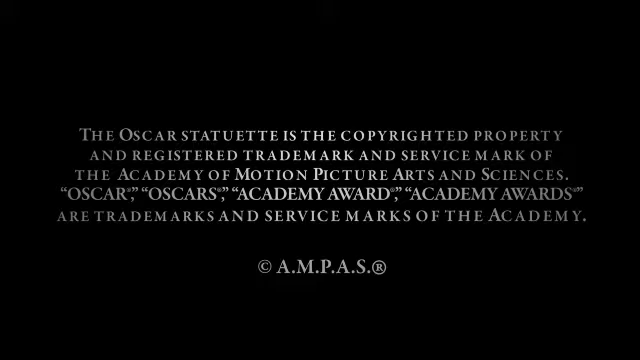 The Oscar statuette is the copyrighted property
and registered trademark and service mark of
the Academy of Motion Picture Arts and Sciences.
“OSCAR®,” “OSCARS®,” “ACADEMY AWARD®,” “ACADEMY AWARDS®”
are trademarks and service marks of the Academy.
© A.M.P.A.S.®